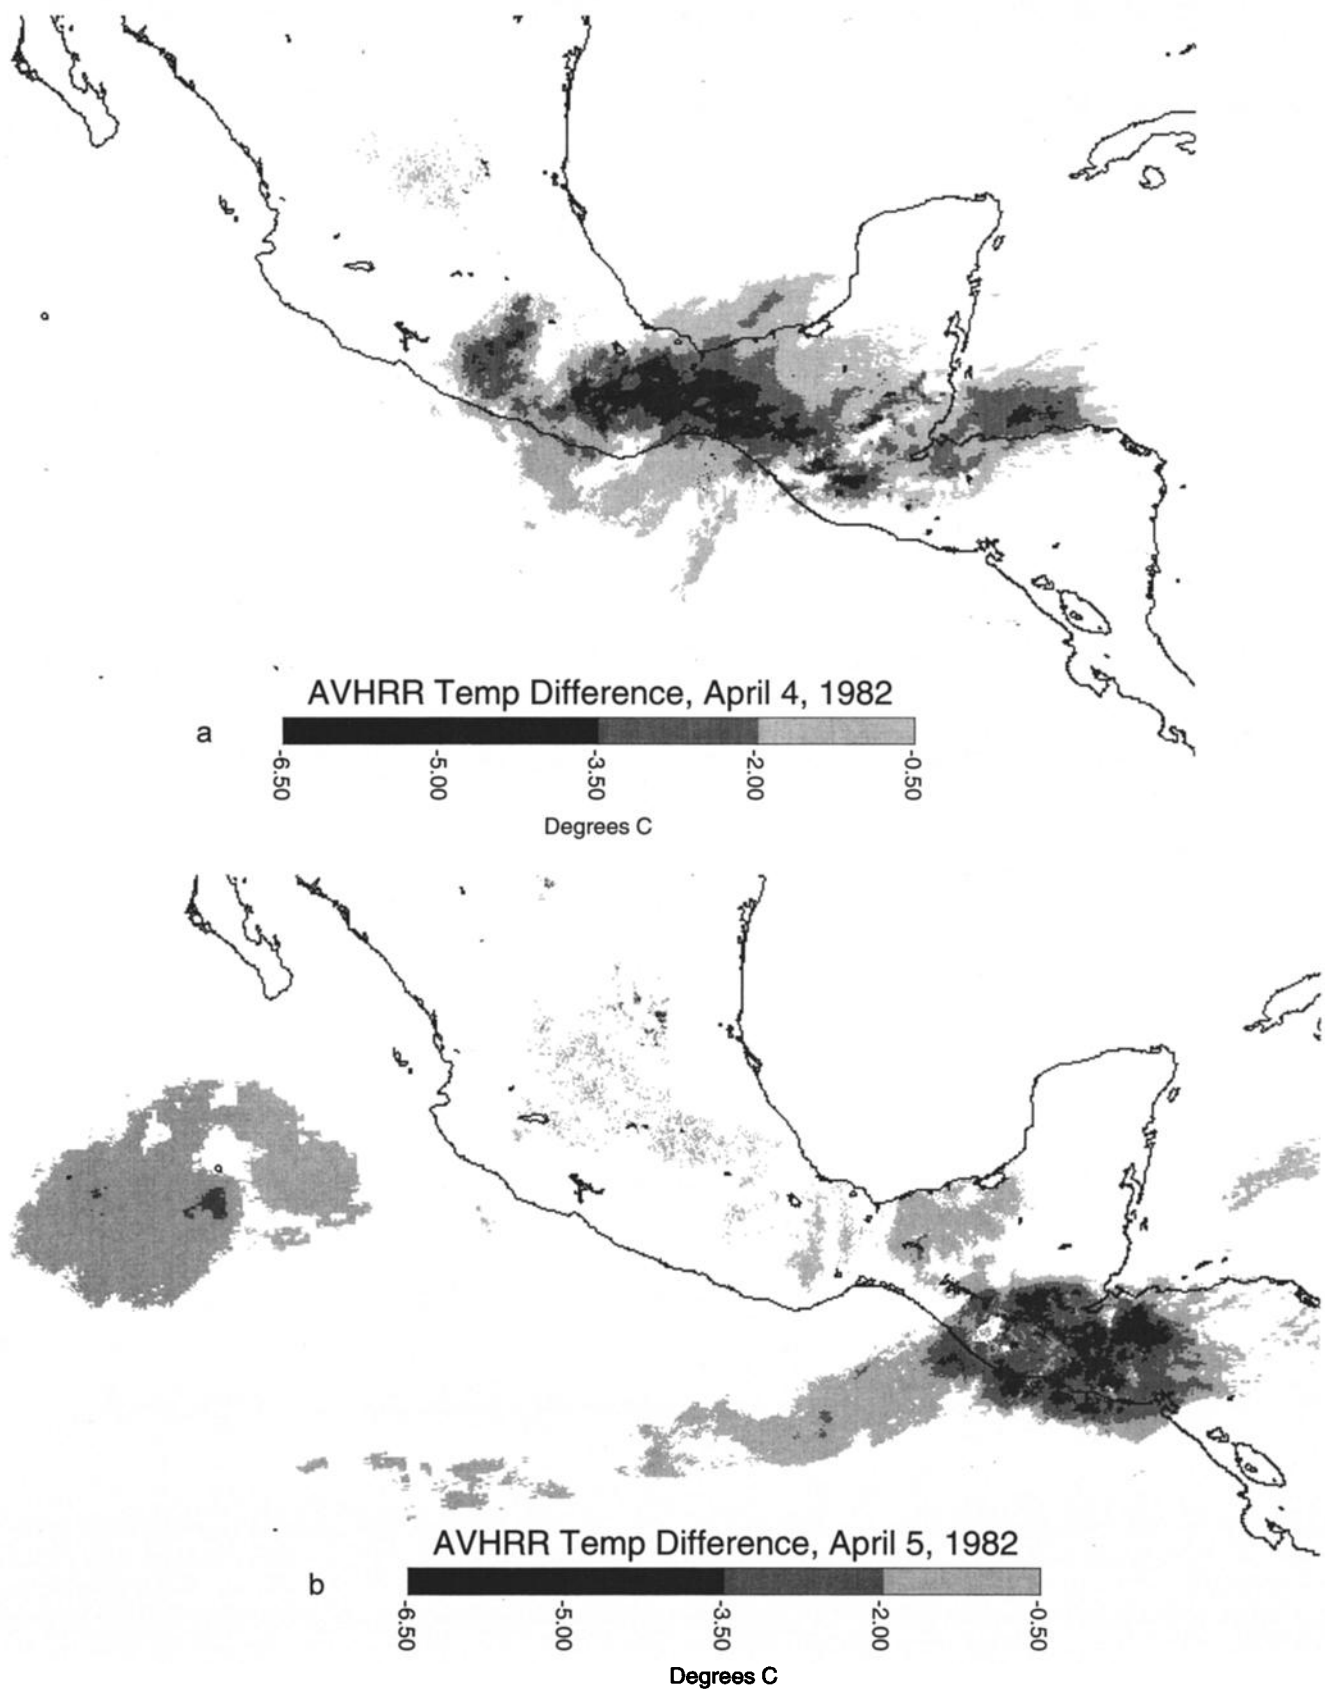 AVHRR Temp Difference, April 4, 1982
a
-6.50 -5.00 -3.50 -2.00 -0.50
Degrees C
AVHRR Temp Difference, April 5, 1982
b
-6.50 -5.00 -3.50 -2.00 -0.50
Degrees C